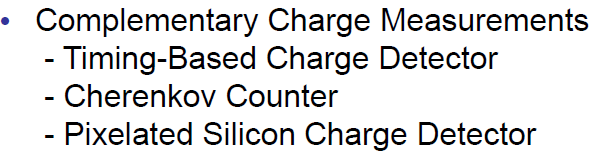 • Complementary Charge Measurements
- Timing-Based Charge Detector
- Cherenkov Counter
- Pixelated Silicon Charge Detector